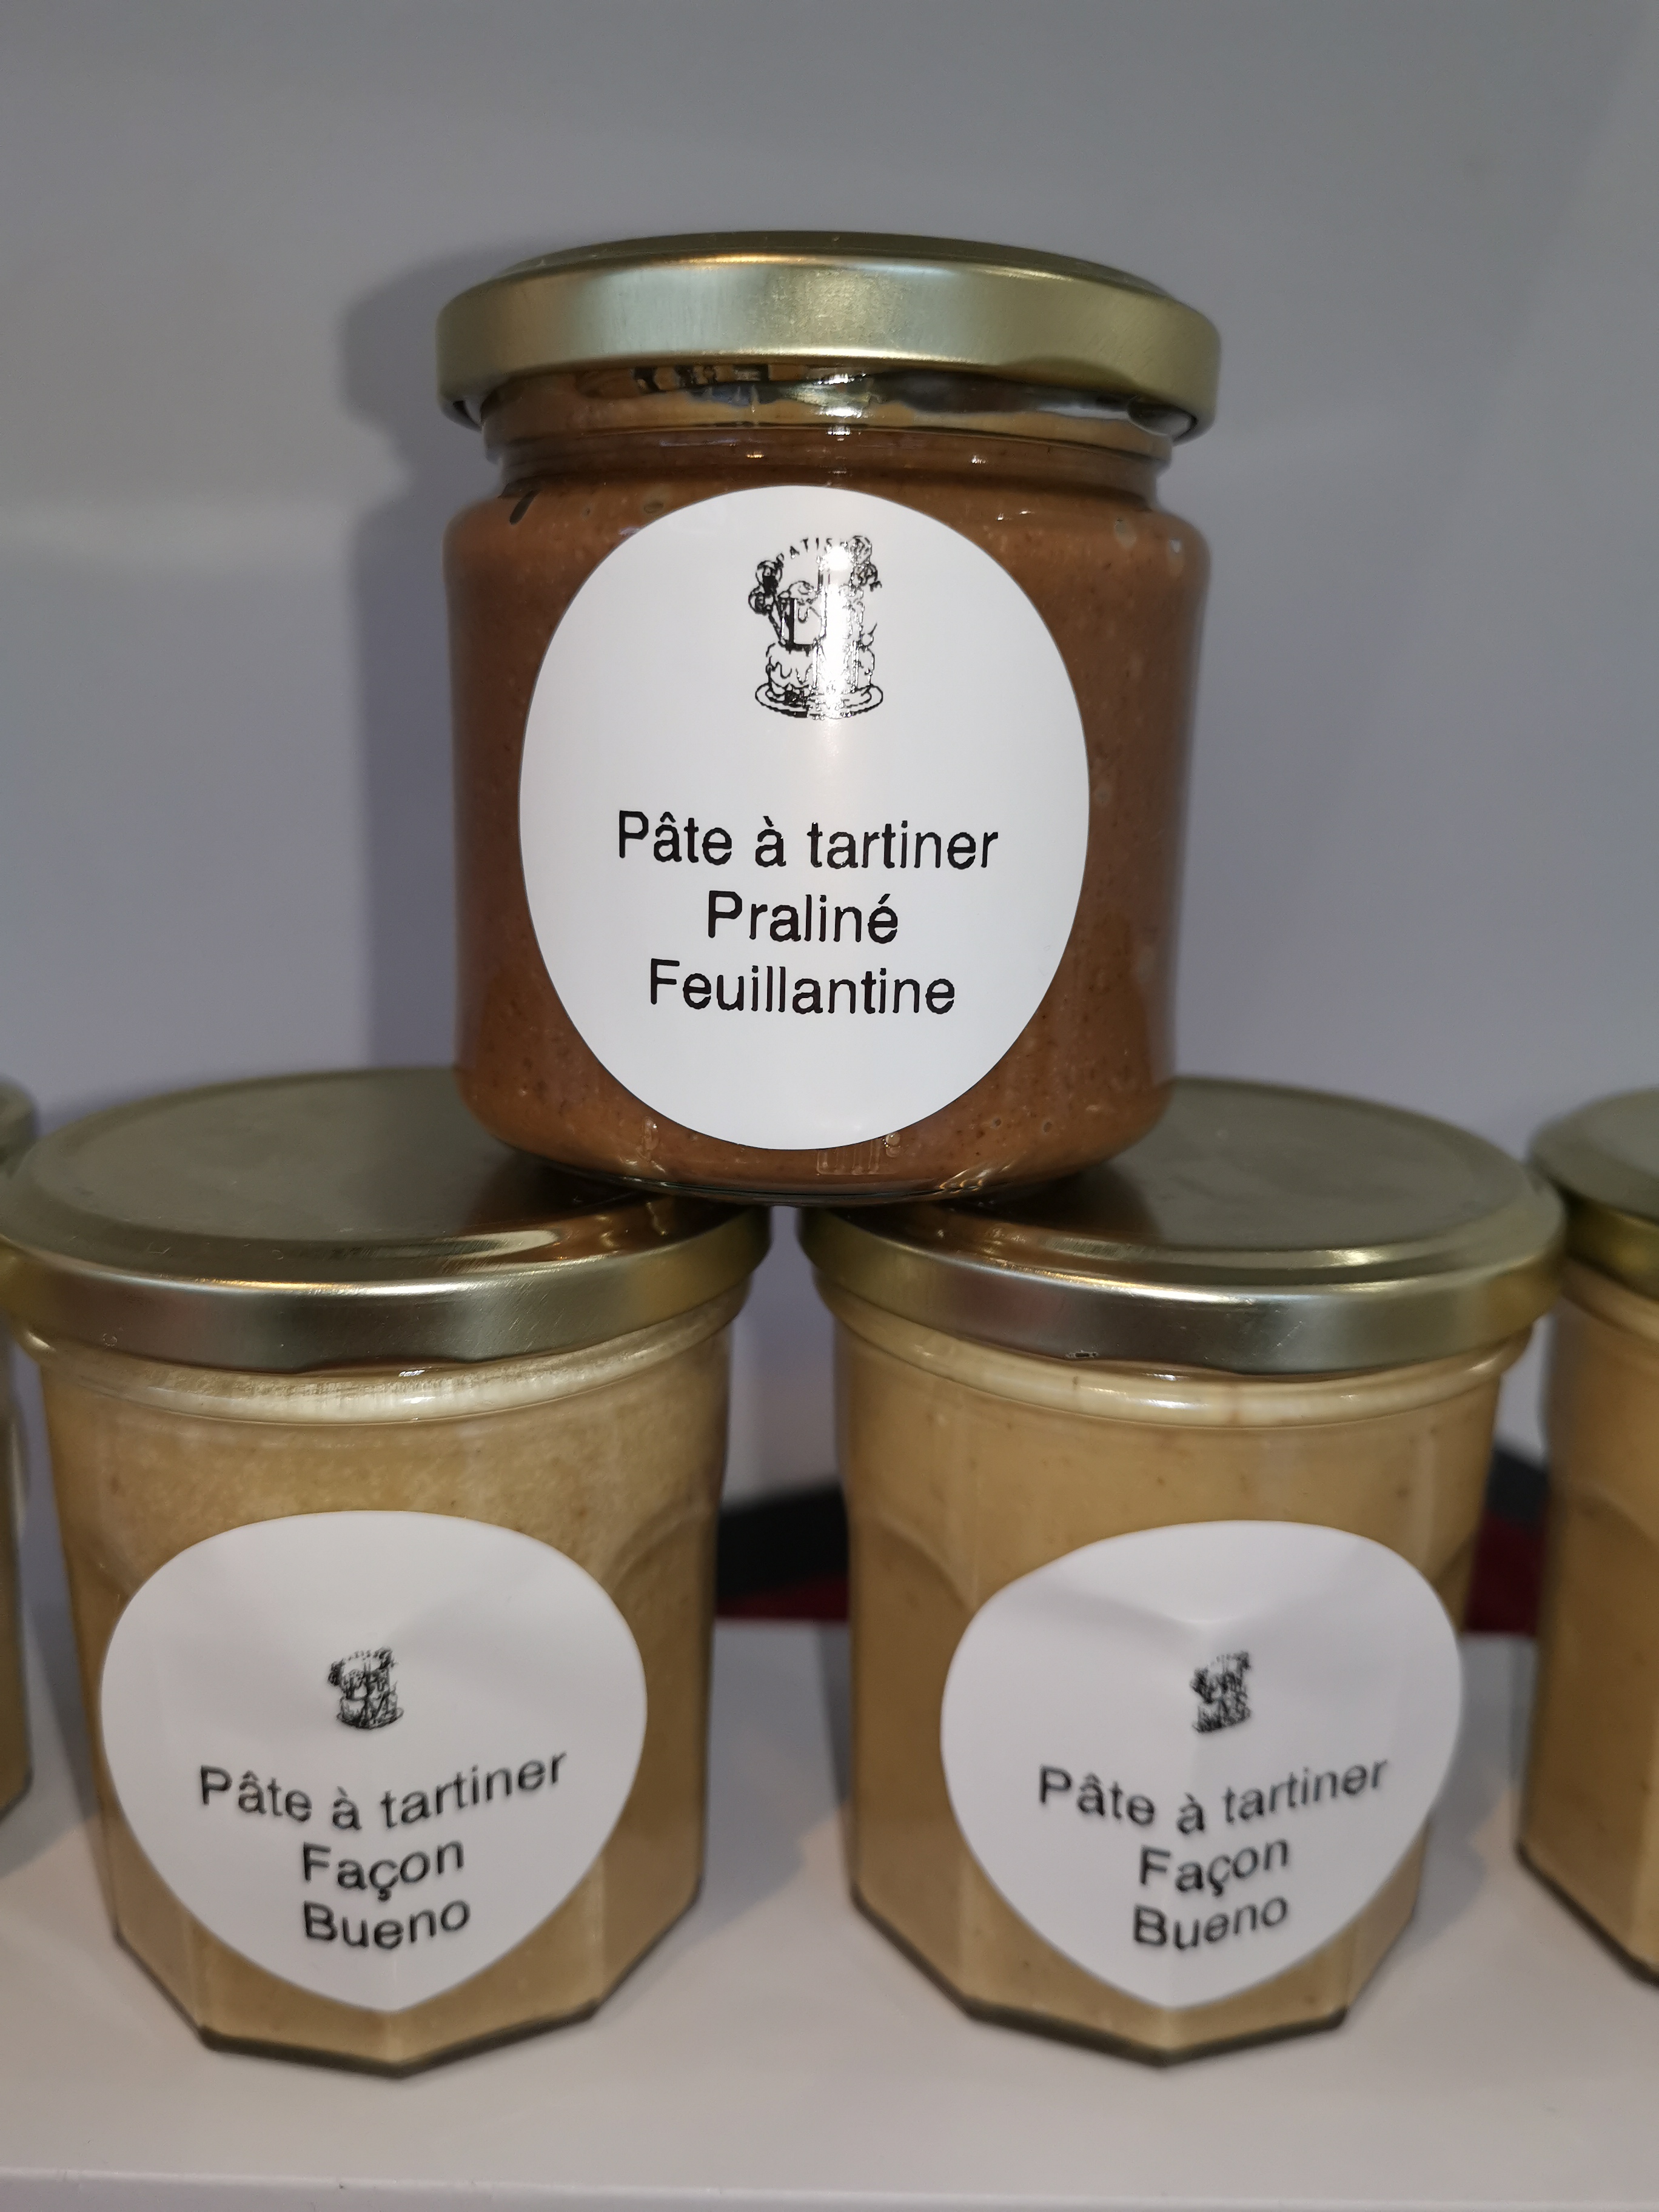 Pâte à tartiner
Praliné
Feuillantine
Pâte à tartiner
Façon
Bueno
Pâte à tartiner
Façon
Bueno